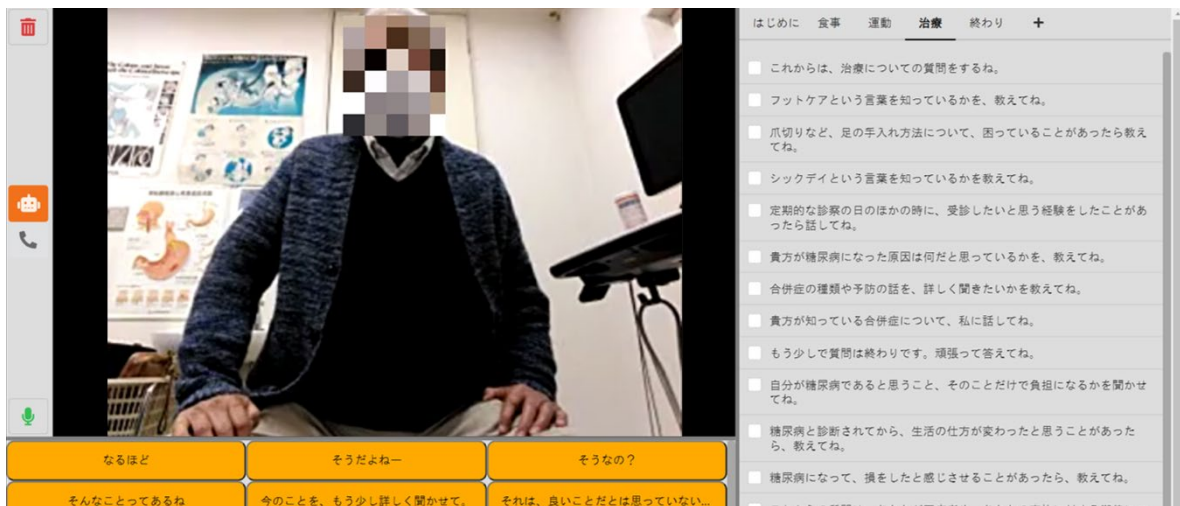 はじめに 食事 運動 治療 終わり +
これからは、治療についての質問をするね。
フットケアという言葉を知っているかを、教えてね。
爪切りなど、足の手入れ方法について、困っていることがあったら教え
てね。
シックデイという言葉を知っているかを教えてね。
定期的な診察の日のほかの時に、受診したいと思う経験をしたことがあ
ったら話してね。
貴方が糖尿病になった原因は何だと思っているかを、教えてね。
合併症の種類や予防の話を、詳しく聞きたいかを教えてね。
貴方が知っている合併症について、私に話してね。
もう少しで質問は終わりです。頑張って答えてね。
自分が糖尿病であると思うこと、そのことだけで負担になるかを聞かせ
てね。
糖尿病と診断されてから、生活の仕方が変わったと思うことがあった
ら、教えてね。
糖尿病になって、損をしたと感じさせることがあったら、教えてね。
なるほど
そうだよねー
そうなの？
そんなことってあるね
今のことを、もう少し詳しく聞かせて。
それは、良いことだとは思っていない...